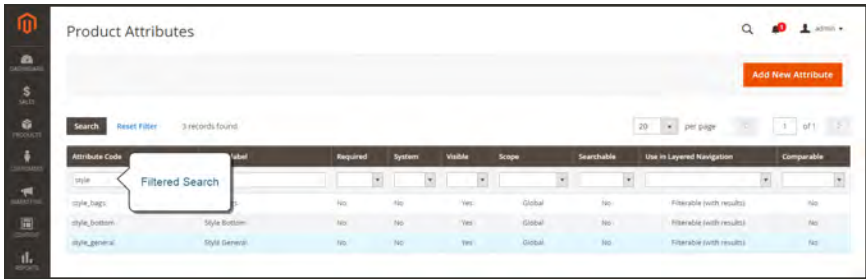 Product Attributes
admin
DASHBOARD
Add New Attribute
SALES
Search Reset Filter 3 records found 20 per page 1 of 1
PRODUCTS
Attribute Code label Required System Visible Scope Searchable Use in Layered Navigation Comparable
CUSTOMERS
style
Filtered Search
MARKETING
style_bags s No No Yes Global No Filterable (with results) No
style_bottom Style Bottom No No Yes Global No Filterable (with results) No
CONTENT
style_general Style General No No Yes Global No Filterable (with results) No
REPORTS